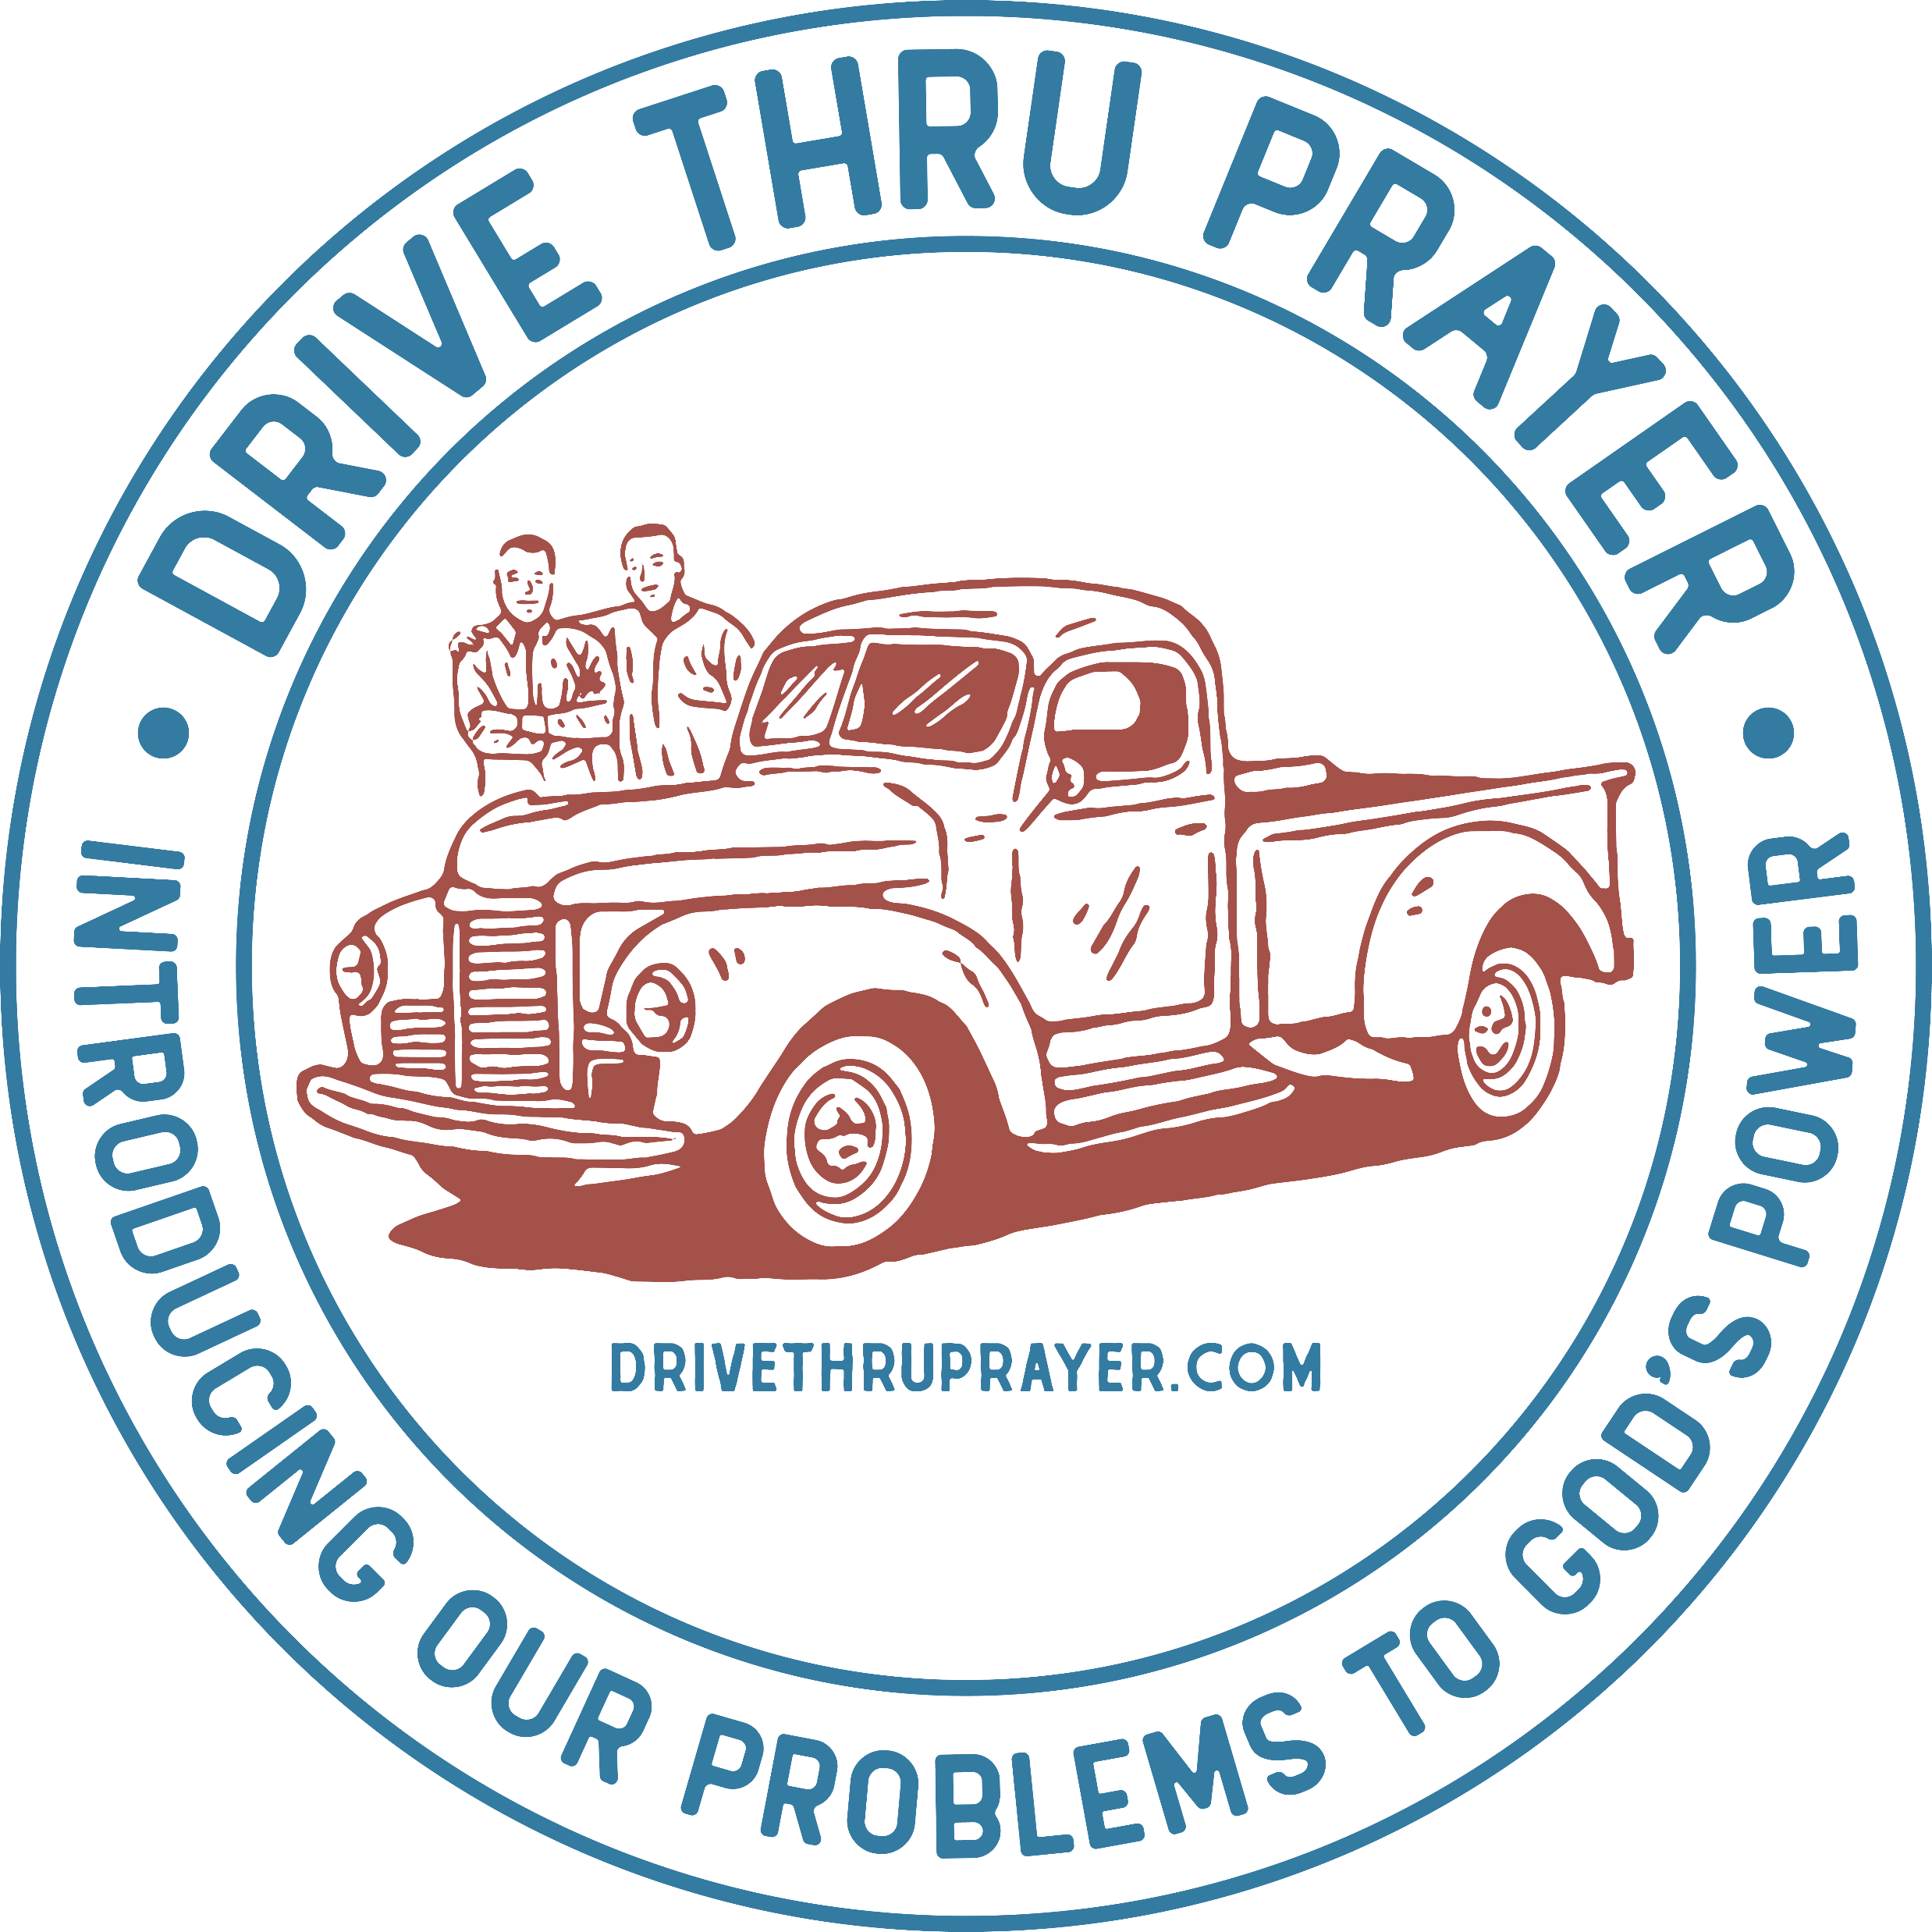 DRIVE THRU PRAYER
DRIVETHRUPRAYER.COM
INTRODUCING OUR PROBLEMS TO GOD'S POWER